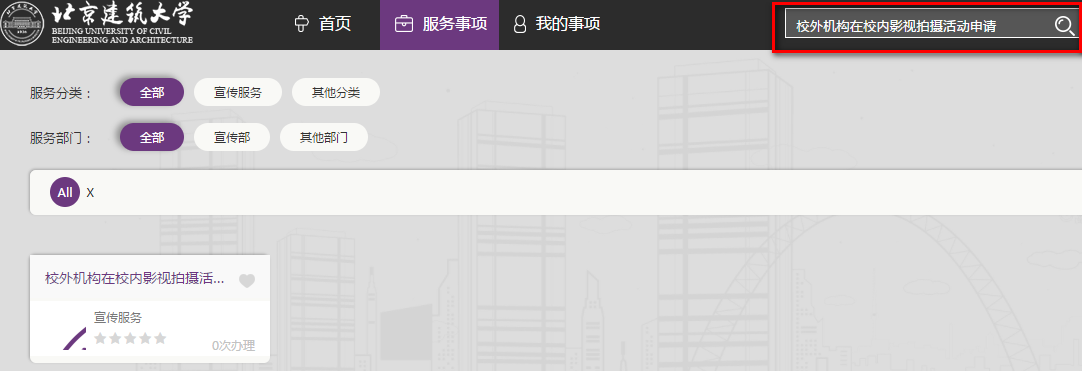 北京建筑大学
BEIJING UNIVERSITY OF CIVIL
ENGINEERING AND ARCHITECTURE
首页 服务事项 我的事项
校外机构在校内影视拍摄活动申请
服务分类： 全部 宣传服务 其他分类
服务部门： 全部 宣传部 其他部门
All X
校外机构在校内影视拍摄活...
宣传服务
0次办理